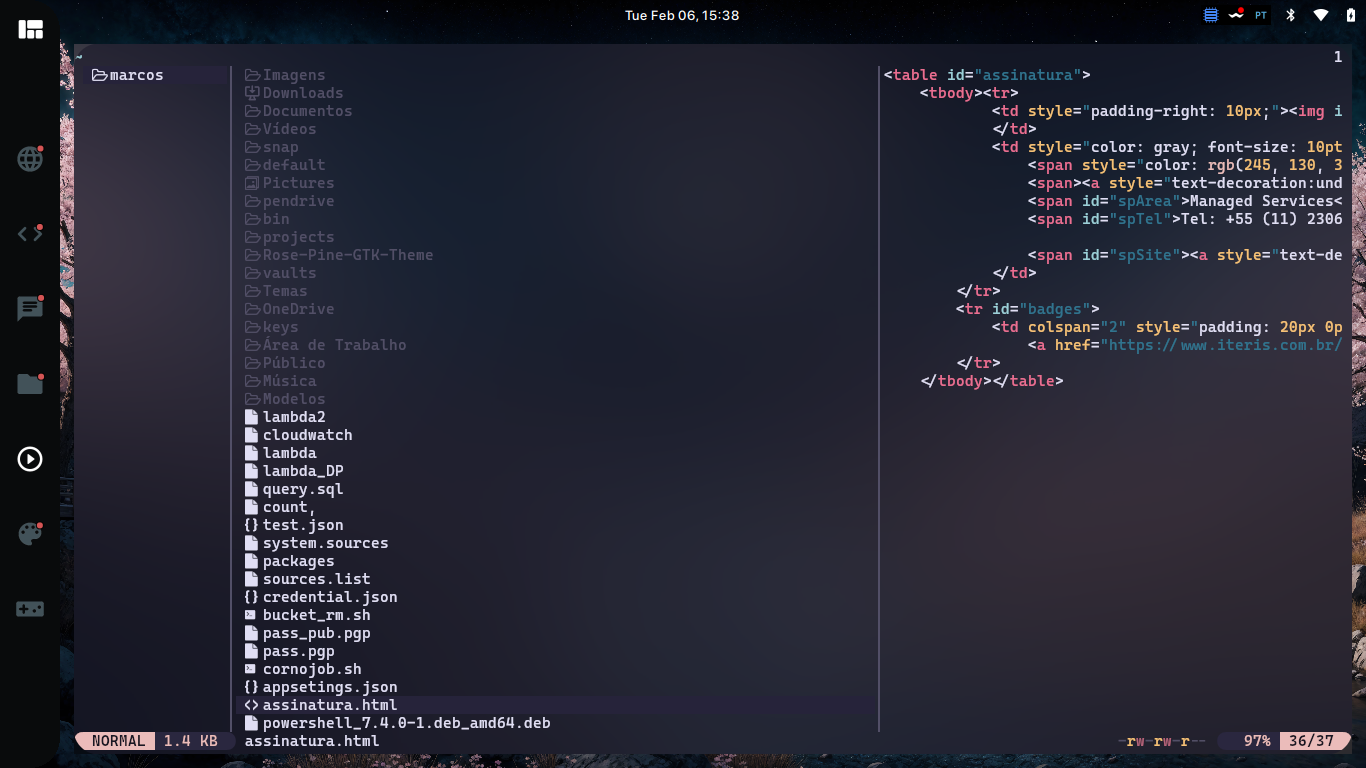 Tue Feb 06, 15:38
PT
~
1
marcos
Imagens
Downloads
Documentos
Vídeos
snap
default
Pictures
pendrive
bin
projects
Rose-Pine-GTK-Theme
vaults
Temas
OneDrive
keys
Área de Trabalho
Público
Música
Modelos
lambda2
cloudwatch
lambda
lambda_DP
query.sql
count,
test.json
system.sources
packages
sources.list
credential.json
bucket_rm.sh
pass_pub.pgp
pass.pgp
cornojob.sh
appsetings.json
assinatura.html
powershell_7.4.0-1.deb_amd64.deb
<table id="assinatura">
<tbody><tr>
<td style="padding-right: 10px;"><img i
</td>
<td style="color: gray; font-size: 10pt
<span style="color: rgb(245, 130, 3
<span><a style="text-decoration:und
<span id="spArea">Managed Services<
<span id="spTel">Tel: +55 (11) 2306
<span id="spSite"><a style="text-de
</td>
</tr>
<tr id="badges">
<td colspan="2" style="padding: 20px 0p
<a href="https://www.iteris.com.br/
</tr>
</tbody></table>
NORMAL 1.4 KB assinatura.html -rw-rw-r-- 97% 36/37